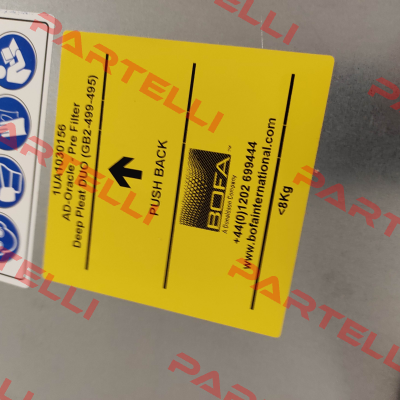 1UA1030156
AD-Oracle - Pre Filter
Deep Pleat DUO (GB2-499-495)
PUSH BACK
BOFA
TM
A Donaldson Company
+44(0)1202 699444
www.bofainternational.com
<8Kg
PARTELLI
PARTELLI
PARTELLI
PARTELLI
PARTELLI